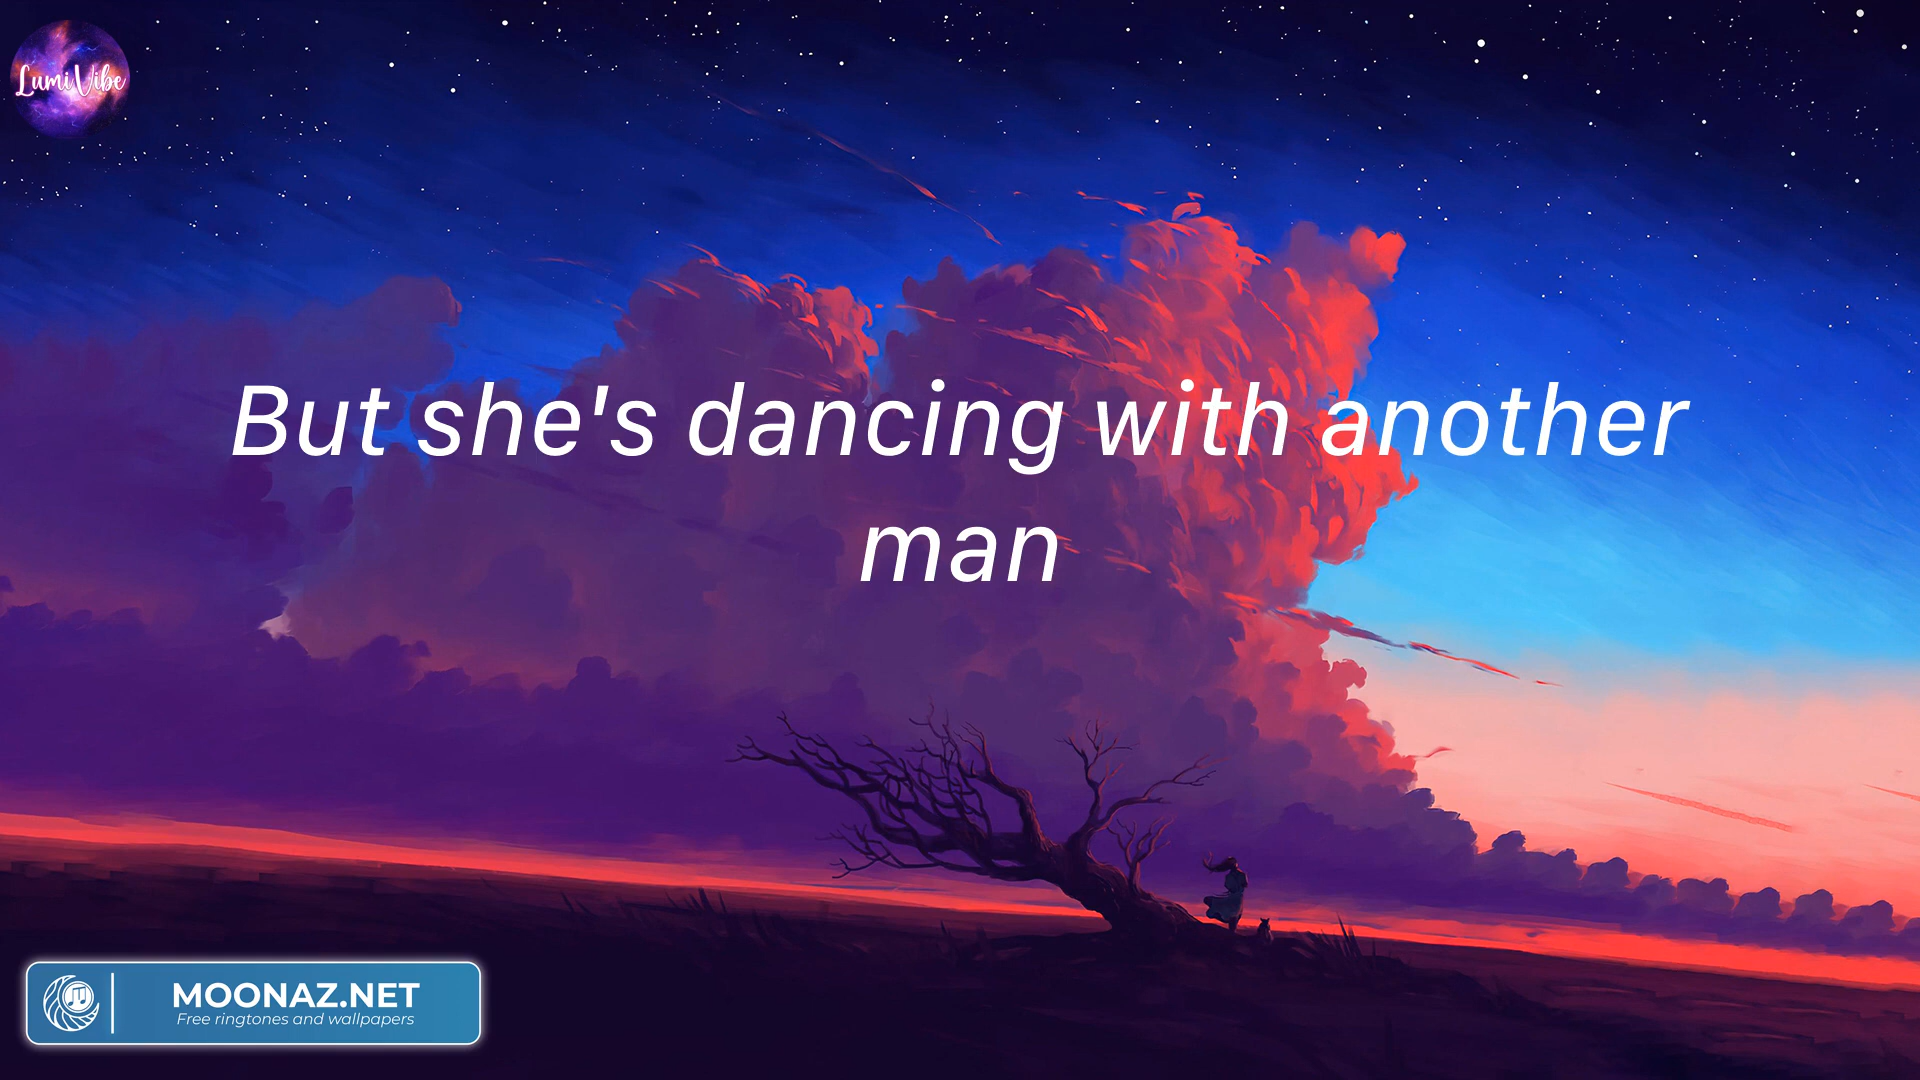 LumiVibe
But she's dancing with another
man
MOONAZ.NET
Free ringtones and wallpapers